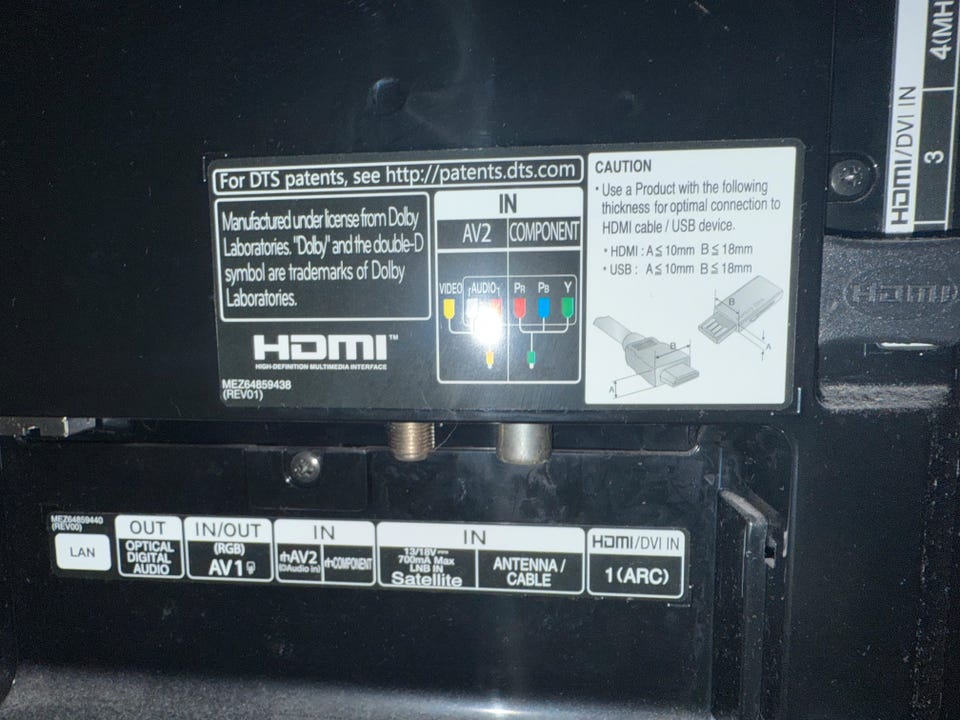 For DTS patents, see http://patents.dts.com
Manufactured under license from Dolby
Laboratories. "Dolby" and the double-D
symbol are trademarks of Dolby
Laboratories.
HDMI™
HIGH-DEFINITION MULTIMEDIA INTERFACE
MEZ64859438
(REV01)
IN
AV2 COMPONENT
VIDEO AUDIO PR PB Y
CAUTION
• Use a Product with the following
thickness for optimal connection to
HDMI cable / USB device.
• HDMI : A≤10mm B≤18mm
• USB : A≤10mm B≤18mm
B
A
B
A
HDMI/DVI IN
3
4(MH
HDMI
MEZ64859440
(REV00)
LAN
OUT
OPTICAL
DIGITAL
AUDIO
IN/OUT
(RGB)
AV1
IN
AV2
(DAudio in)
COMPONENT
IN
13/18V
700mA Max
LNB IN
Satellite
ANTENNA /
CABLE
HDMI/DVI IN
1(ARC)